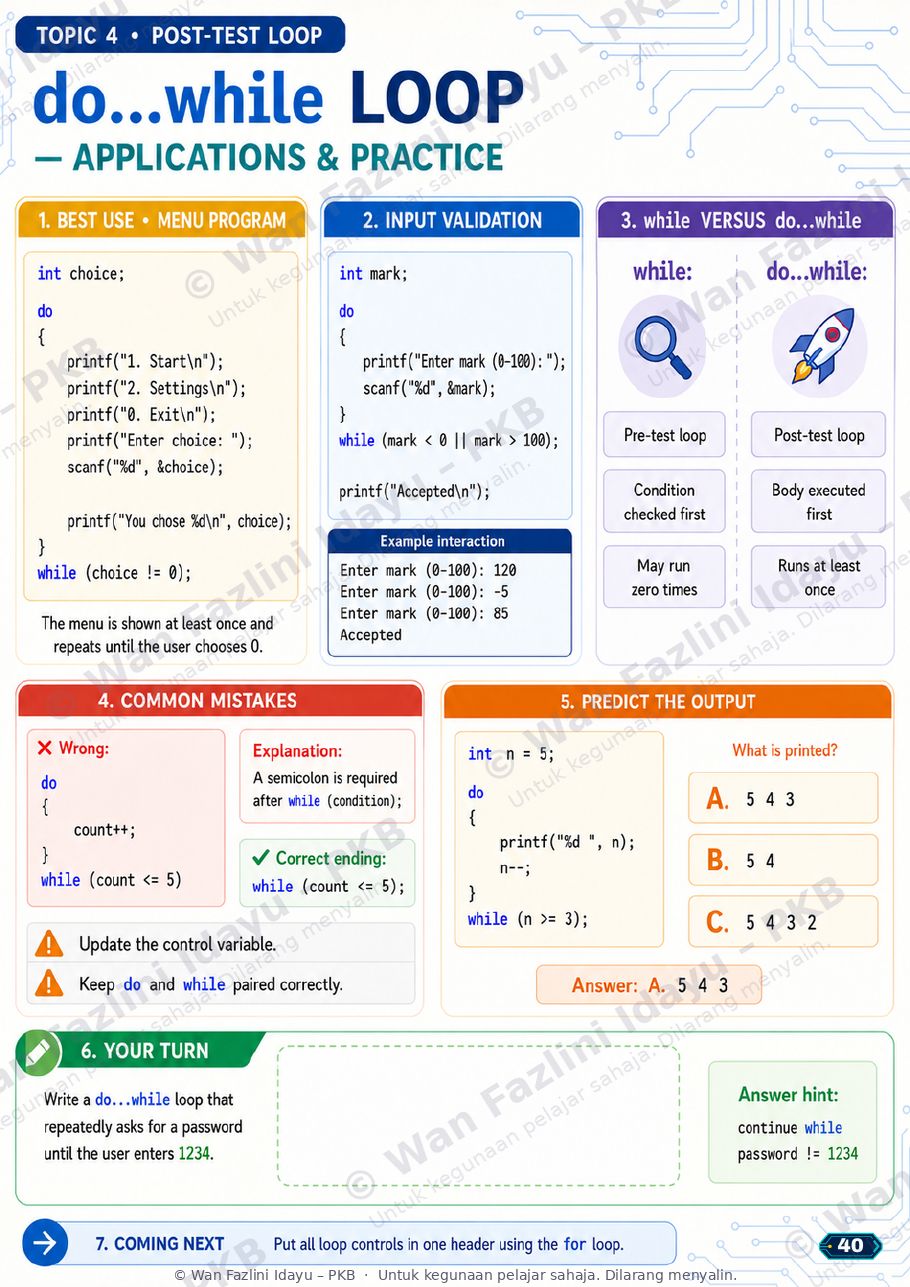 TOPIC 4 • POST-TEST LOOP
do...while LOOP
— APPLICATIONS & PRACTICE
1. BEST USE • MENU PROGRAM
int choice;
do
{
printf("1. Start\n");
printf("2. Settings\n");
printf("0. Exit\n");
printf("Enter choice: ");
scanf("%d", &choice);
printf("You chose %d\n", choice);
}
while (choice != 0);
The menu is shown at least once and
repeats until the user chooses 0.
2. INPUT VALIDATION
int mark;
do
{
printf("Enter mark (0–100): ");
scanf("%d", &mark);
}
while (mark < 0 || mark > 100);
printf("Accepted\n");
Example interaction
Enter mark (0–100): 120
Enter mark (0–100): -5
Enter mark (0–100): 85
Accepted
3. while VERSUS do...while
while:
do...while:
Pre-test loop
Post-test loop
Condition
checked first
Body executed
first
May run
zero times
Runs at least
once
4. COMMON MISTAKES
Wrong:
do
{
count++;
}
while (count <= 5)
Explanation:
A semicolon is required
after while (condition);
Correct ending:
while (count <= 5);
Update the control variable.
Keep do and while paired correctly.
5. PREDICT THE OUTPUT
int n = 5;
do
{
printf("%d ", n);
n--;
}
while (n >= 3);
What is printed?
A. 5 4 3
B. 5 4
C. 5 4 3 2
Answer: A. 5 4 3
6. YOUR TURN
Write a do...while loop that
repeatedly asks for a password
until the user enters 1234.
Answer hint:
continue while
password != 1234
7. COMING NEXT
Put all loop controls in one header using the for loop.
40
© Wan Fazlini Idayu – PKB · Untuk kegunaan pelajar sahaja. Dilarang menyalin.
© Wan Fazlini Idayu – PKB
Untuk kegunaan pelajar sahaja. Dilarang menyalin.